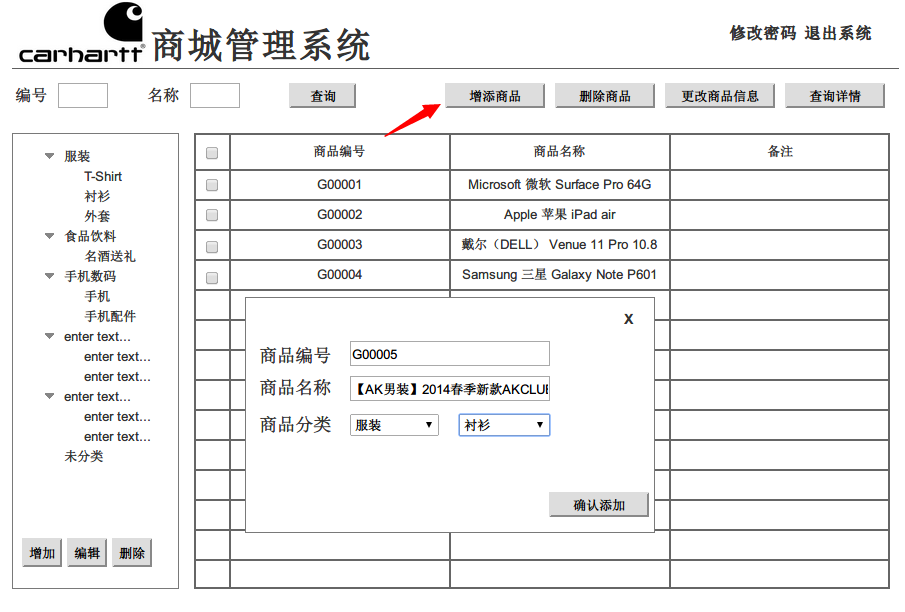 carhartt 商城管理系统
修改密码 退出系统
编号 名称 查询 增添商品 删除商品 更改商品信息 查询详情
服装
T-Shirt
衬衫
外套
食品饮料
名酒送礼
手机数码
手机
手机配件
enter text...
enter text...
enter text...
enter text...
enter text...
enter text...
未分类
增加 编辑 删除
商品编号 商品名称 备注
G00001 Microsoft 微软 Surface Pro 64G
G00002 Apple 苹果 iPad air
G00003 戴尔（DELL） Venue 11 Pro 10.8
G00004 Samsung 三星 Galaxy Note P601
X
商品编号 G00005
商品名称 【AK男装】2014春季新款AKCLUB
商品分类 服装 衬衫
确认添加